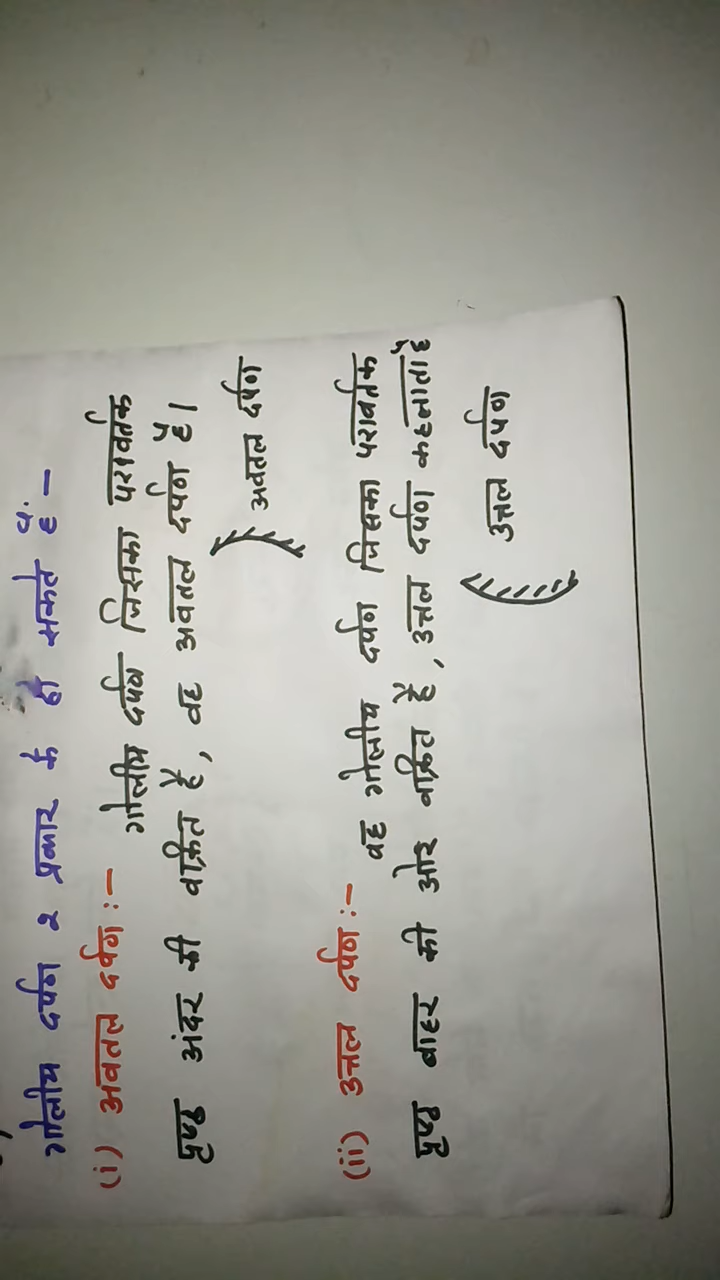 गोलीय दर्पण २ प्रकार के हो सकते हैं -
(i) अवतल दर्पण :- गोलीय दर्पण जिसका परावर्तक
पृष्ठ अंदर की वक्रित है, वह अवतल दर्पण है।
अवतल दर्पण
(ii) उत्तल दर्पण :- वह गोलीय दर्पण जिसका परावर्तक
पृष्ठ बाहर की ओर वक्रित है, उत्तल दर्पण कहलाता है
उत्तल दर्पण